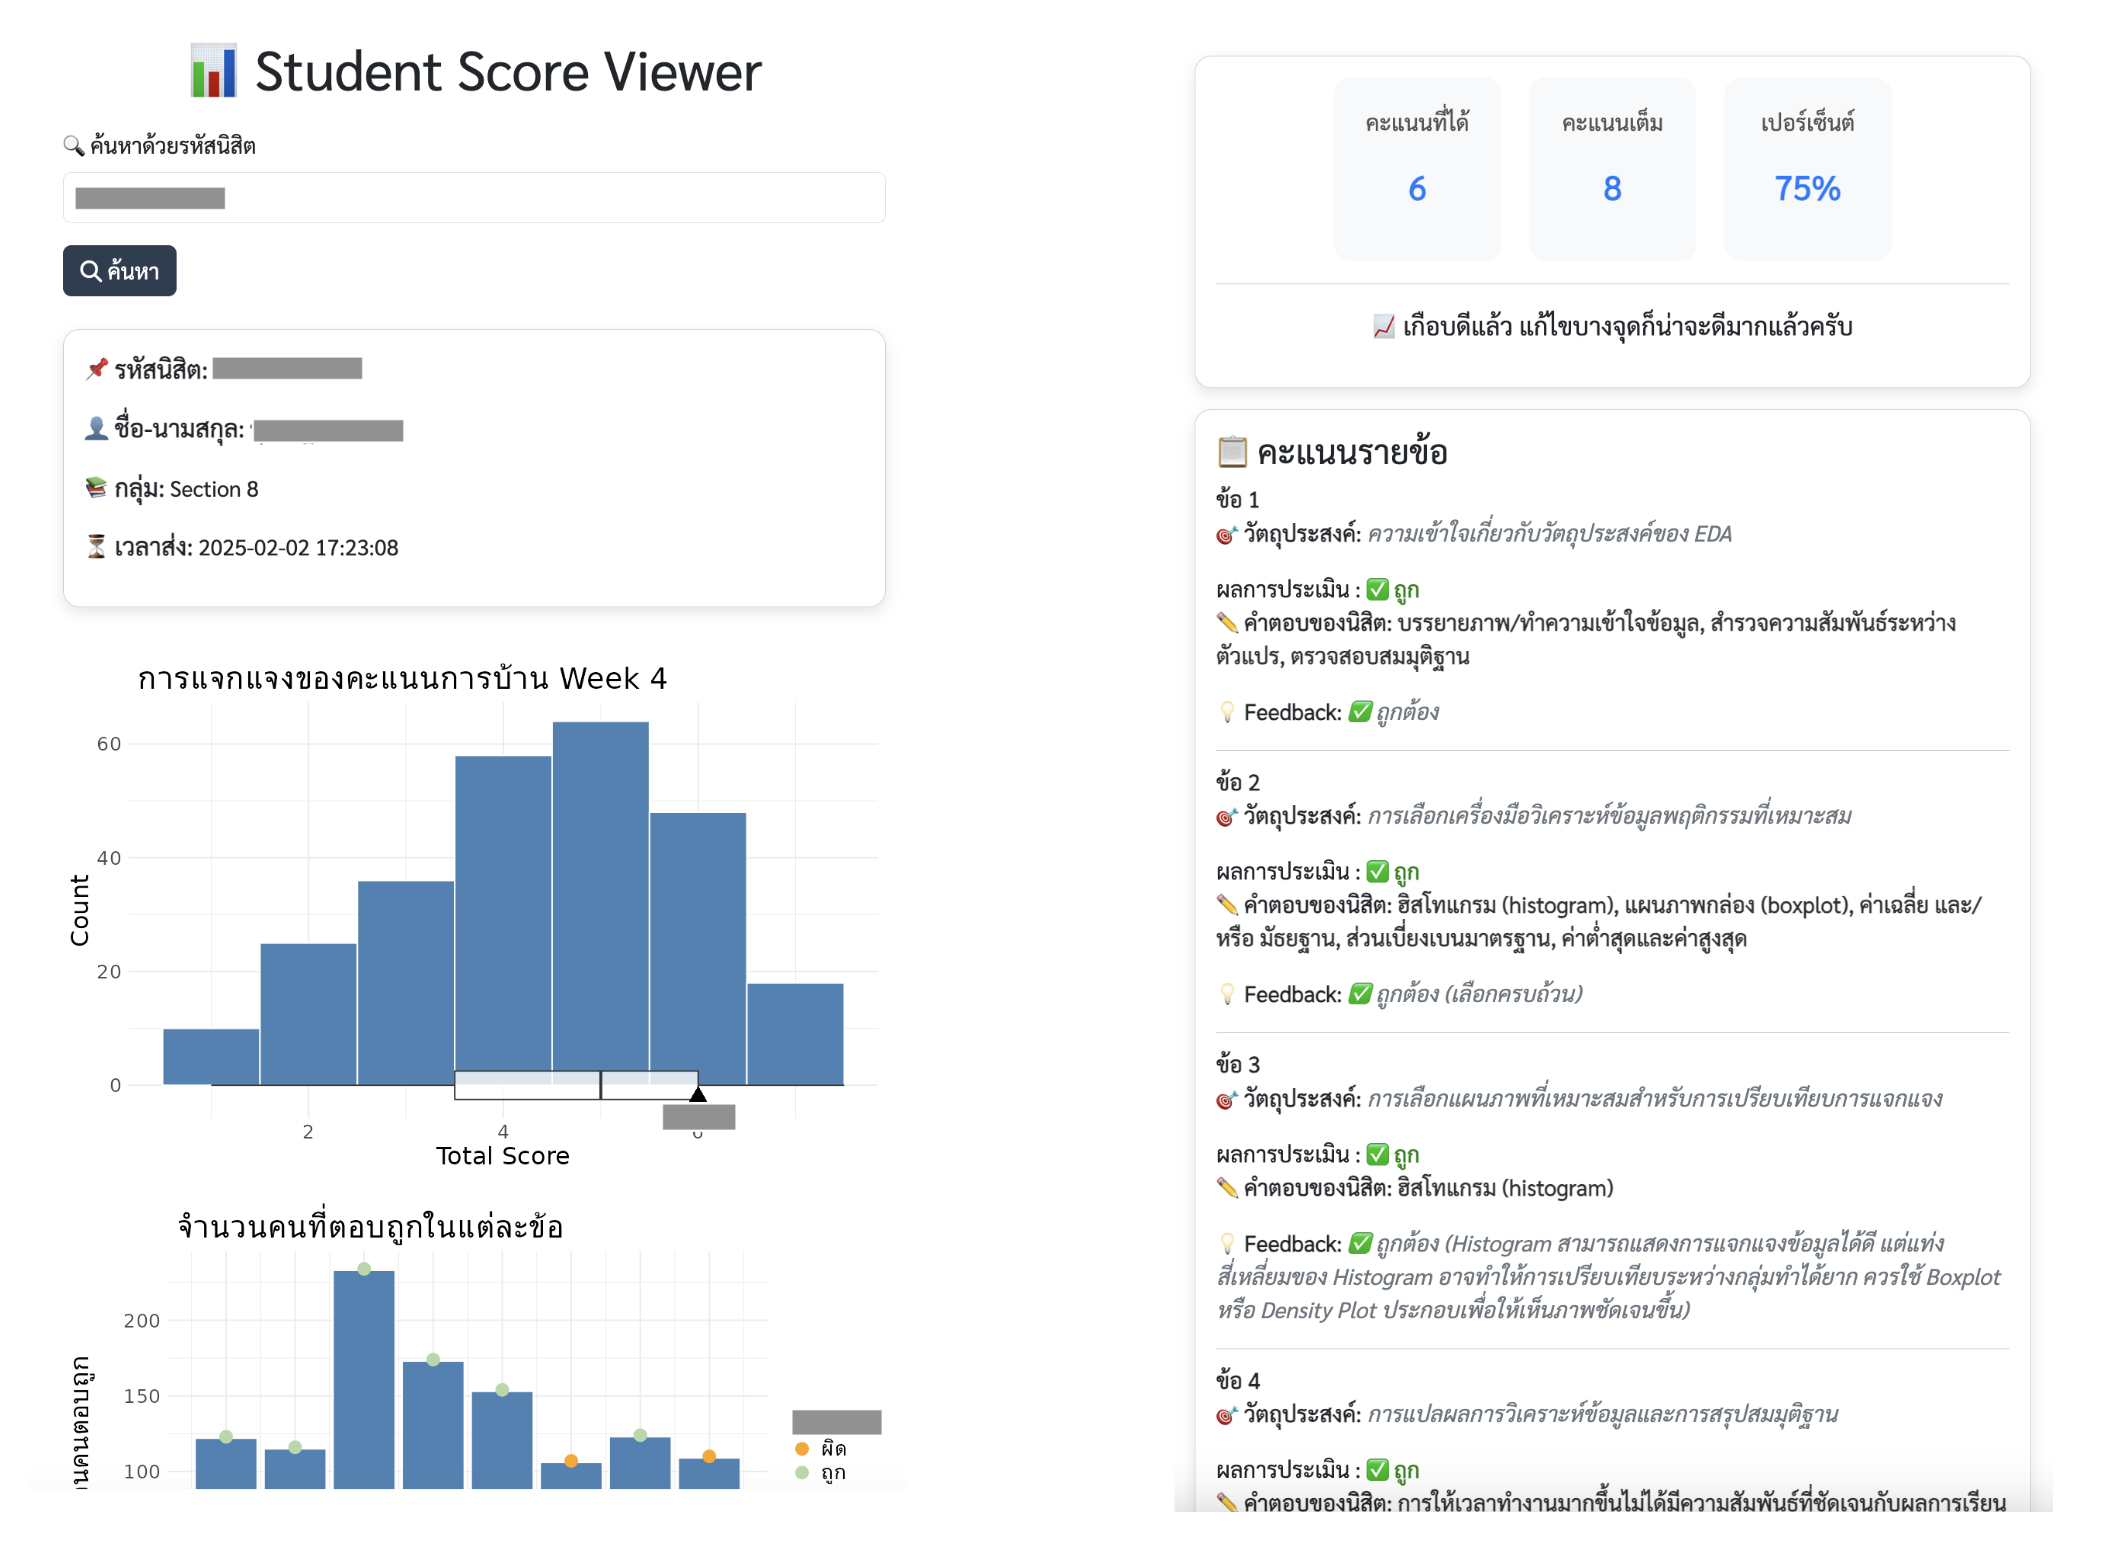 📊 Student Score Viewer
🔍 ค้นหาด้วยรหัสนิสิต
ค้นหา
📌 รหัสนิสิต:
👤 ชื่อ-นามสกุล:
📚 กลุ่ม: Section 8
⏳ เวลาส่ง: 2025-02-02 17:23:08
การแจกแจงของคะแนนการบ้าน Week 4
Count
60
40
20
0
2
4
Total Score
จำนวนคนที่ตอบถูกในแต่ละข้อ
นคนตอบถูก
200
150
100
ผิด
ถูก
คะแนนที่ได้
6
คะแนนเต็ม
8
เปอร์เซ็นต์
75%
📈 เกือบดีแล้ว แก้ไขบางจุดก็น่าจะดีมากแล้วครับ
📋 คะแนนรายข้อ
ข้อ 1
🎯 วัตถุประสงค์: ความเข้าใจเกี่ยวกับวัตถุประสงค์ของ EDA
ผลการประเมิน : ✅ ถูก
✏️ คำตอบของนิสิต: บรรยายภาพ/ทำความเข้าใจข้อมูล, สำรวจความสัมพันธ์ระหว่าง
ตัวแปร, ตรวจสอบสมมุติฐาน
💡 Feedback: ✅ ถูกต้อง
ข้อ 2
🎯 วัตถุประสงค์: การเลือกเครื่องมือวิเคราะห์ข้อมูลพฤติกรรมที่เหมาะสม
ผลการประเมิน : ✅ ถูก
✏️ คำตอบของนิสิต: ฮิสโทแกรม (histogram), แผนภาพกล่อง (boxplot), ค่าเฉลี่ย และ/
หรือ มัธยฐาน, ส่วนเบี่ยงเบนมาตรฐาน, ค่าต่ำสุดและค่าสูงสุด
💡 Feedback: ✅ ถูกต้อง (เลือกครบถ้วน)
ข้อ 3
🎯 วัตถุประสงค์: การเลือกแผนภาพที่เหมาะสมสำหรับการเปรียบเทียบการแจกแจง
ผลการประเมิน : ✅ ถูก
✏️ คำตอบของนิสิต: ฮิสโทแกรม (histogram)
💡 Feedback: ✅ ถูกต้อง (Histogram สามารถแสดงการแจกแจงข้อมูลได้ดี แต่แท่ง
สี่เหลี่ยมของ Histogram อาจทำให้การเปรียบเทียบระหว่างกลุ่มทำได้ยาก ควรใช้ Boxplot
หรือ Density Plot ประกอบเพื่อให้เห็นภาพชัดเจนขึ้น)
ข้อ 4
🎯 วัตถุประสงค์: การแปลผลการวิเคราะห์ข้อมูลและการสรุปสมมุติฐาน
ผลการประเมิน : ✅ ถูก
✏️ คำตอบของนิสิต: การให้เวลาทำงานมากขึ้นไม่ได้มีความสัมพันธ์ที่ชัดเจนกับผลการเรียน